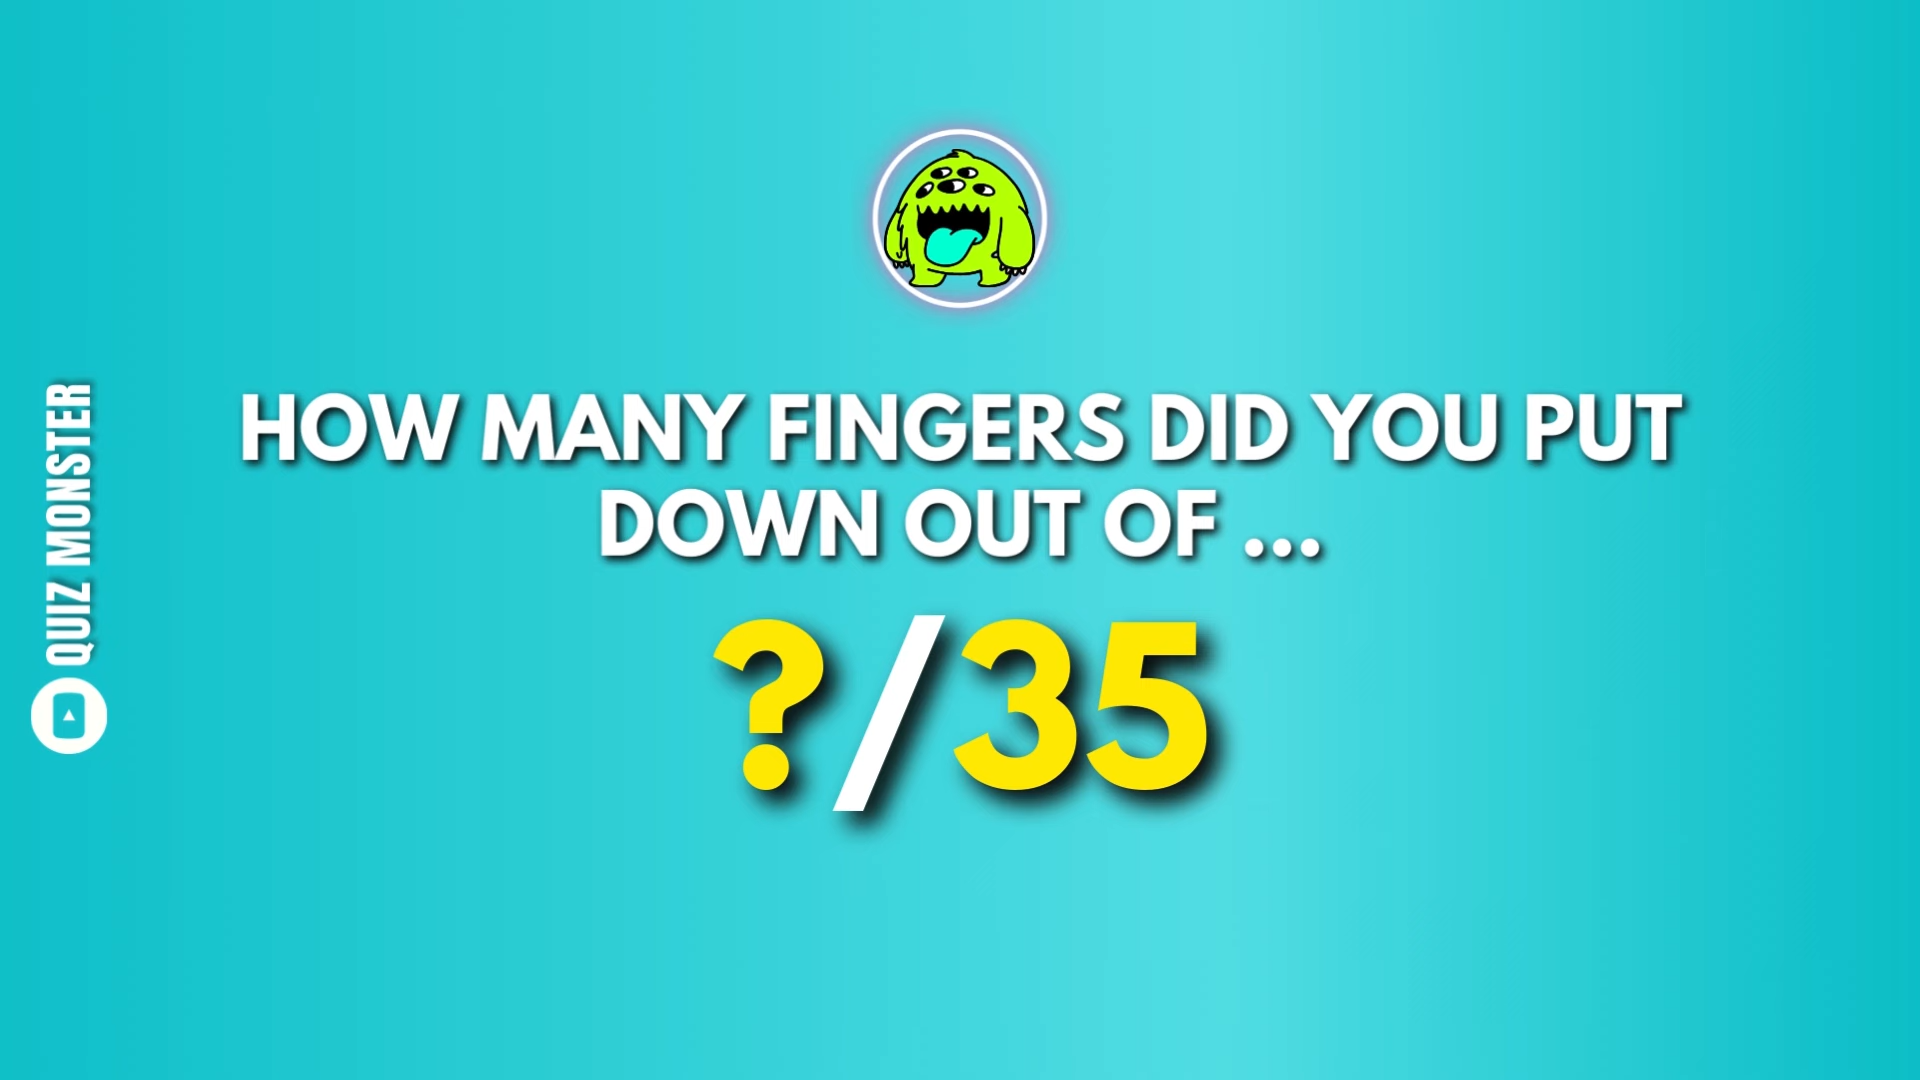 HOW MANY FINGERS DID YOU PUT
DOWN OUT OF ...
?/35
QUIZ MONSTER